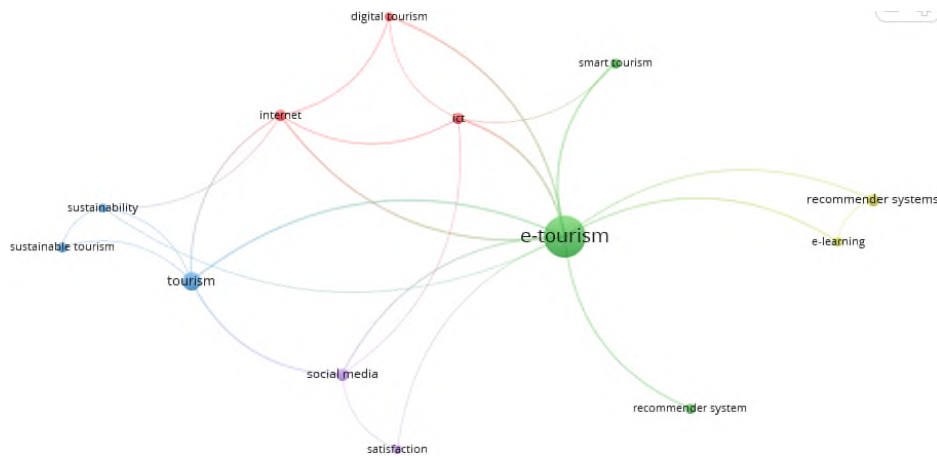 digital tourism
smart tourism
internet
ict
recommender systems
sustainability
e-tourism
e-learning
sustainable tourism
tourism
social media
recommender system
satisfaction